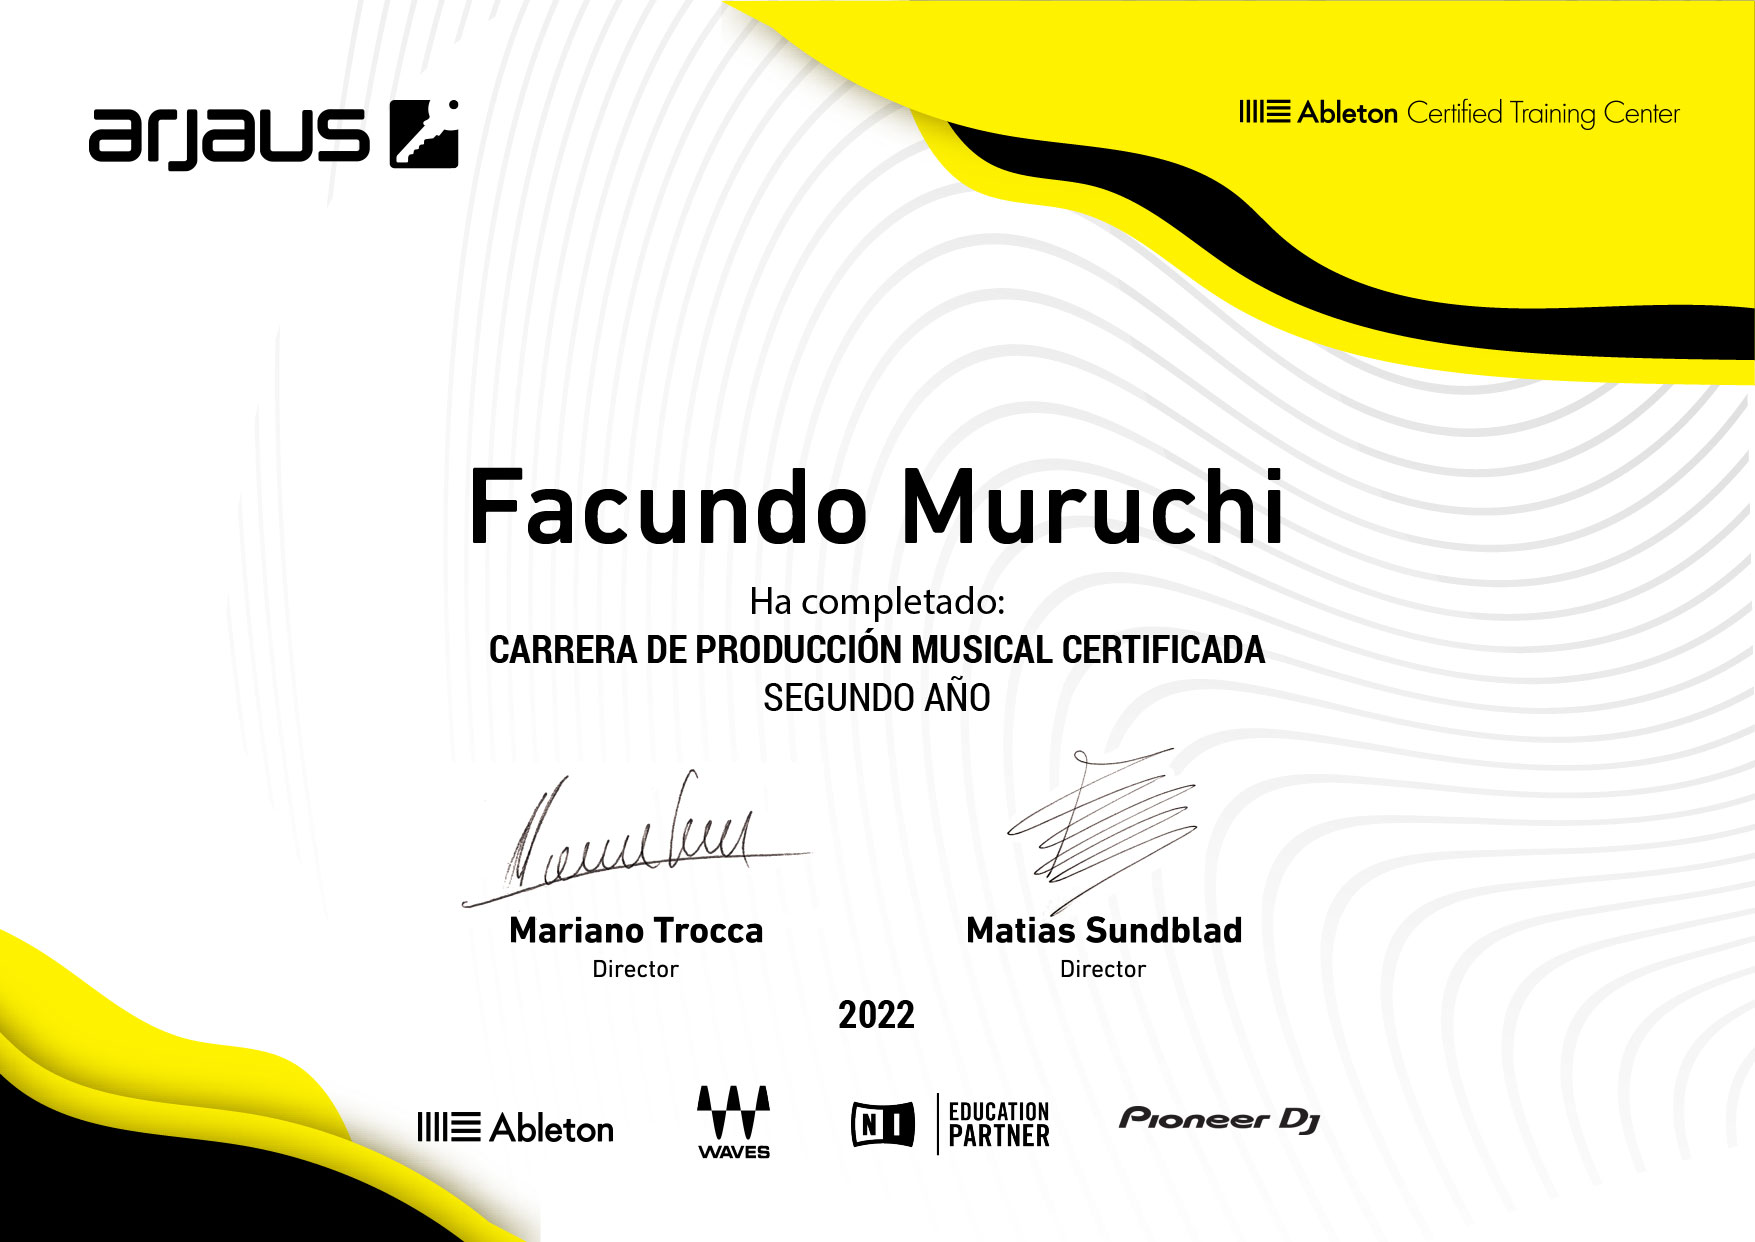 arjaus
Ableton Certified Training Center
Facundo Muruchi
Ha completado:
CARRERA DE PRODUCCIÓN MUSICAL CERTIFICADA
SEGUNDO AÑO
Mariano Trocca
Director
Matias Sundblad
Director
2022
Ableton
WAVES
NI
EDUCATION
PARTNER
Pioneer Dj